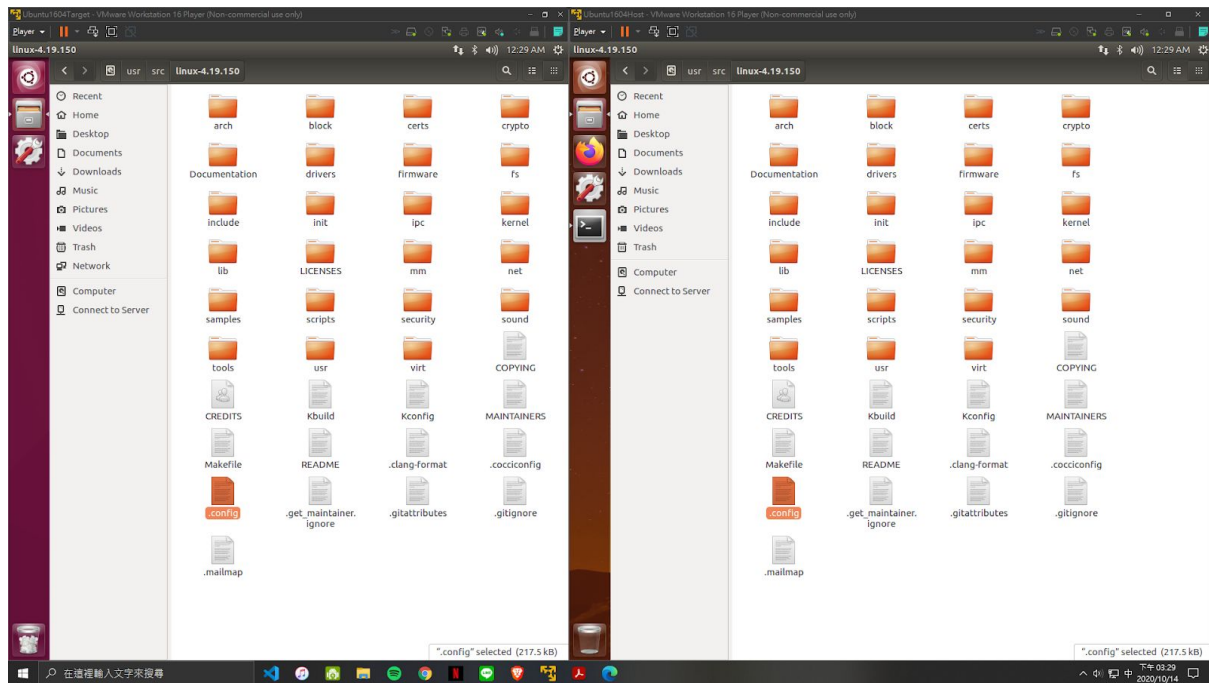 Ubuntu1604Target - VMware Workstation 16 Player (Non-commercial use only)
Player
linux-4.19.150
12:29 AM
usr src linux-4.19.150
Recent
Home
Desktop
Documents
Downloads
Music
Pictures
Videos
Trash
Network
Computer
Connect to Server
arch block certs crypto
Documentation drivers firmware fs
include init ipc kernel
lib LICENSES mm net
samples scripts security sound
tools usr virt COPYING
CREDITS Kbuild Kconfig MAINTAINERS
Makefile README .clang-format .cocciconfig
.config .get_maintainer. .gitattributes .gitignore
ignore
.mailmap
".config" selected (217.5 kB)
Ubuntu1604Host - VMware Workstation 16 Player (Non-commercial use only)
Player
linux-4.19.150
12:29 AM
usr src linux-4.19.150
Recent
Home
Desktop
Documents
Downloads
Music
Pictures
Videos
Trash
Computer
Connect to Server
arch block certs crypto
Documentation drivers firmware fs
include init ipc kernel
lib LICENSES mm net
samples scripts security sound
tools usr virt COPYING
CREDITS Kbuild Kconfig MAINTAINERS
Makefile README .clang-format .cocciconfig
.config .get_maintainer. .gitattributes .gitignore
ignore
.mailmap
".config" selected (217.5 kB)
在這裡輸入文字來搜尋
中
下午 03:29
2020/10/14